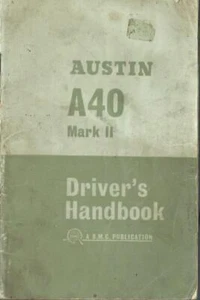 AUSTIN
A40
Mark II
Driver's
Handbook
A B.M.C. PUBLICATION